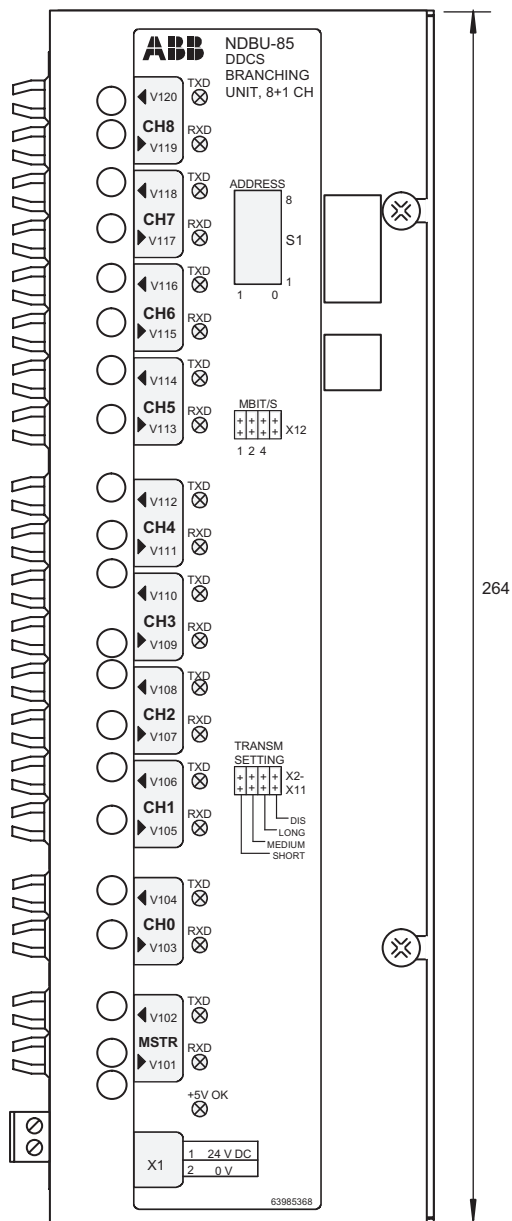 ABB
NDBU-85
DDCS
BRANCHING
UNIT, 8+1 CH
TXD
V120
CH8
RXD
V119
TXD
V118
CH7
RXD
V117
ADDRESS
8
S1
1
1 0
TXD
V116
CH6
RXD
V115
TXD
V114
CH5
RXD
V113
MBIT/S
X12
1 2 4
TXD
V112
CH4
RXD
V111
TXD
V110
CH3
RXD
V109
264
TXD
V108
CH2
RXD
V107
TRANSM
SETTING
X2-
X11
DIS
LONG
MEDIUM
SHORT
TXD
V106
CH1
RXD
V105
TXD
V104
CH0
RXD
V103
TXD
V102
MSTR
RXD
V101
+5V OK
X1
1 24 V DC
2 0 V
63985368